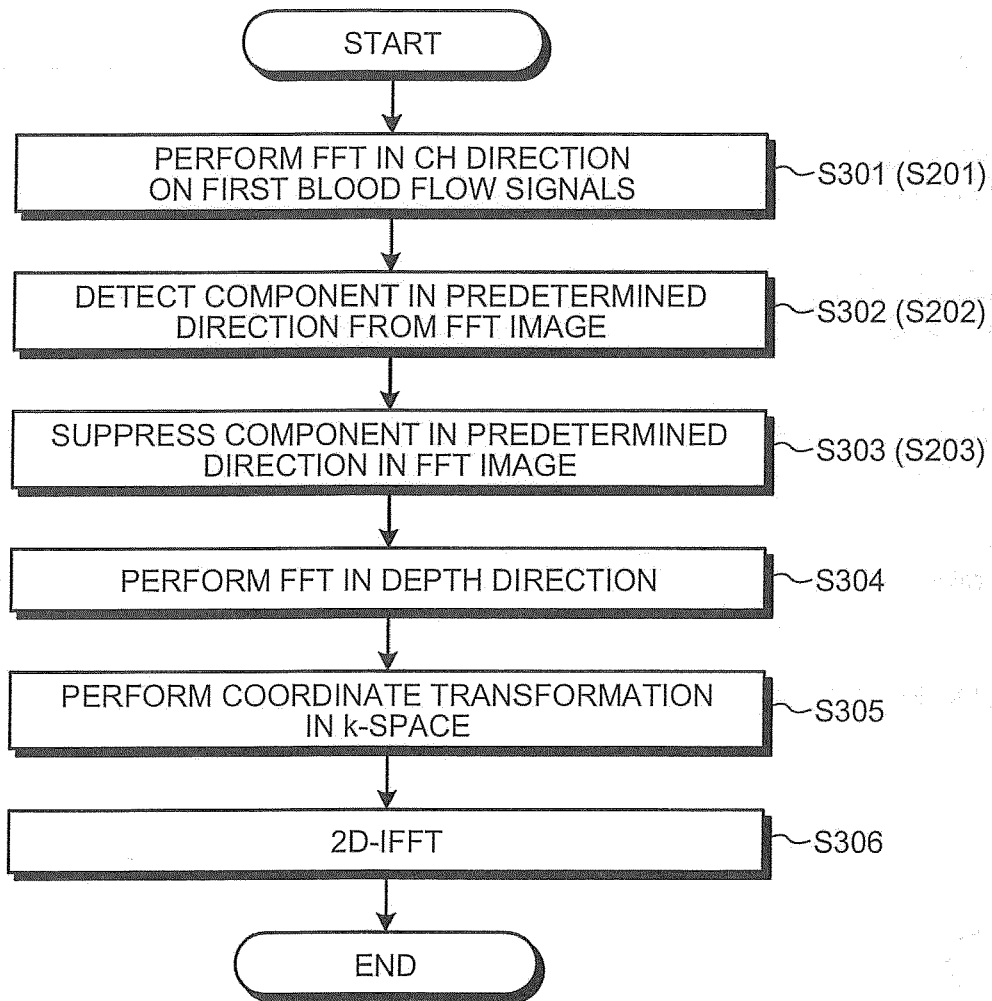 START
PERFORM FFT IN CH DIRECTION
ON FIRST BLOOD FLOW SIGNALS
S301 (S201)
DETECT COMPONENT IN PREDETERMINED
DIRECTION FROM FFT IMAGE
S302 (S202)
SUPPRESS COMPONENT IN PREDETERMINED
DIRECTION IN FFT IMAGE
S303 (S203)
PERFORM FFT IN DEPTH DIRECTION
S304
PERFORM COORDINATE TRANSFORMATION
IN k-SPACE
S305
2D-IFFT
S306
END